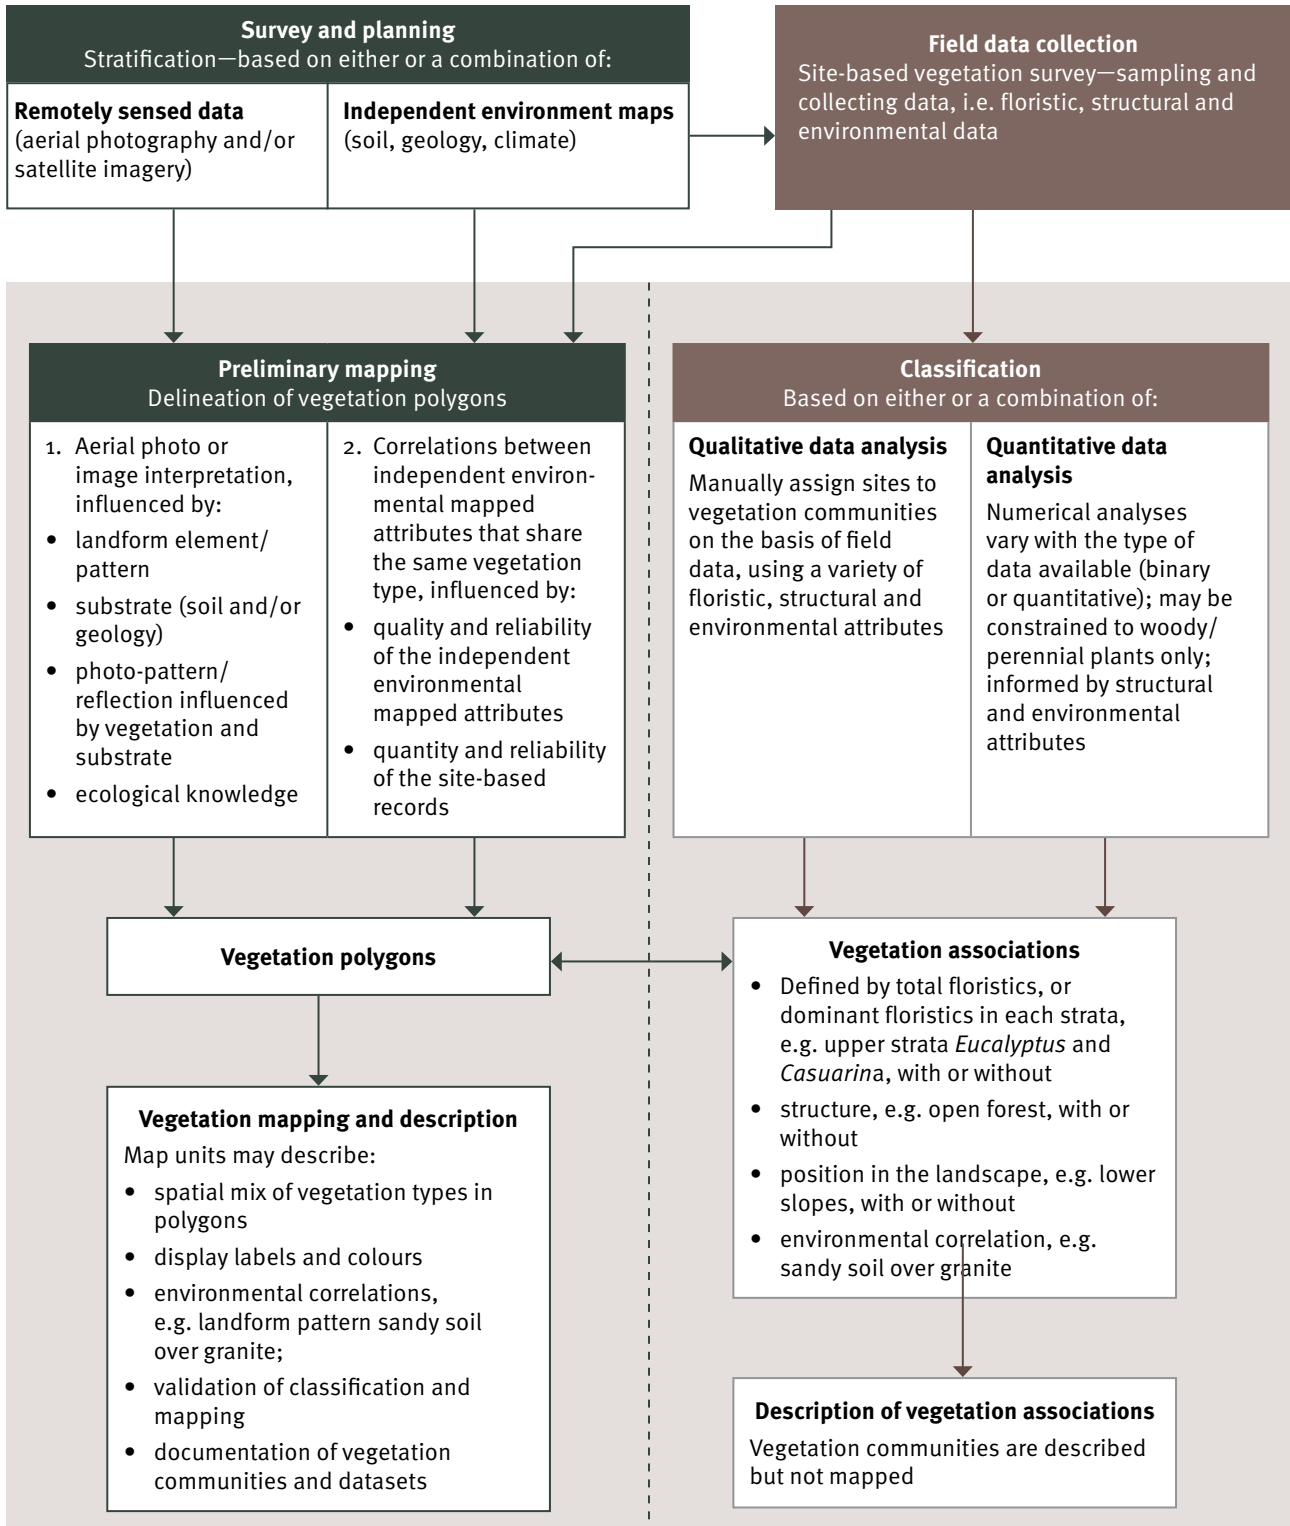 Survey and planning
Stratification—based on either or a combination of:
Remotely sensed data
(aerial photography and/or
satellite imagery)
Independent environment maps
(soil, geology, climate)
Field data collection
Site-based vegetation survey—sampling and
collecting data, i.e. floristic, structural and
environmental data
Preliminary mapping
Delineation of vegetation polygons
1. Aerial photo or
image interpretation,
influenced by:
• landform element/
pattern
• substrate (soil and/or
geology)
• photo-pattern/
reflection influenced
by vegetation and
substrate
• ecological knowledge
2. Correlations between
independent environ-
mental mapped
attributes that share
the same vegetation
type, influenced by:
• quality and reliability
of the independent
environmental
mapped attributes
• quantity and reliability
of the site-based
records
Classification
Based on either or a combination of:
Qualitative data analysis
Manually assign sites to
vegetation communities
on the basis of field
data, using a variety of
floristic, structural and
environmental attributes
Quantitative data
analysis
Numerical analyses
vary with the type of
data available (binary
or quantitative); may be
constrained to woody/
perennial plants only;
informed by structural
and environmental
attributes
Vegetation polygons
Vegetation associations
• Defined by total floristics, or
dominant floristics in each strata,
e.g. upper strata Eucalyptus and
Casuarina, with or without
• structure, e.g. open forest, with or
without
• position in the landscape, e.g. lower
slopes, with or without
• environmental correlation, e.g.
sandy soil over granite
Vegetation mapping and description
Map units may describe:
• spatial mix of vegetation types in
polygons
• display labels and colours
• environmental correlations,
e.g. landform pattern sandy soil
over granite;
• validation of classification and
mapping
• documentation of vegetation
communities and datasets
Description of vegetation associations
Vegetation communities are described
but not mapped